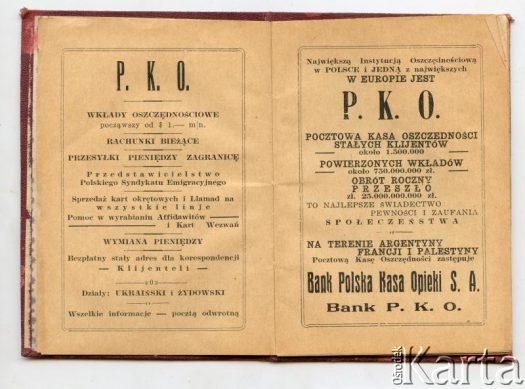 P. K. O.
WKŁADY OSZCZĘDNOŚCIOWE
począwszy od $ 1.— m/n.
RACHUNKI BIEŻĄCE
PRZESYŁKI PIENIĘDZY ZAGRANICĘ
Przedstawicielstwo
Polskiego Syndykatu Emigracyjnego
Sprzedaż kart okrętowych i Llamad na
wszystkie linje
Pomoc w wyrabianiu Affidawitów
i Kart Wezwań
WYMIANA PIENIĘDZY
Bezpłatny stały adres dla korespondencji
— Klijenteli —
Działy: UKRAIŃSKI i ŻYDOWSKI
Wszelkie informacje — pocztą odwrotną
Największą Instytucją Oszczędnościową
w POLSCE i JEDNĄ z największych
W EUROPIE JEST
P. K. O.
POCZTOWA KASA OSZCZĘDNOŚCI
STAŁYCH KLIJENTÓW
około 1.500.000
POWIERZONYCH WKŁADÓW
około 750.000.000 zł.
OBROT ROCZNY
PRZESZŁO
zł. 25.000.000.000 zł.
TO NAJLEPSZE ŚWIADECTWO
PEWNOŚCI I ZAUFANIA
SPOŁECZEŃSTWA
NA TERENIE ARGENTYNY
FRANCJI I PALESTYNY
Pocztową Kasę Oszczędności zastępuje
Bank Polska Kasa Opieki S. A.
Bank P. K. O.
Ośrodek
Karta